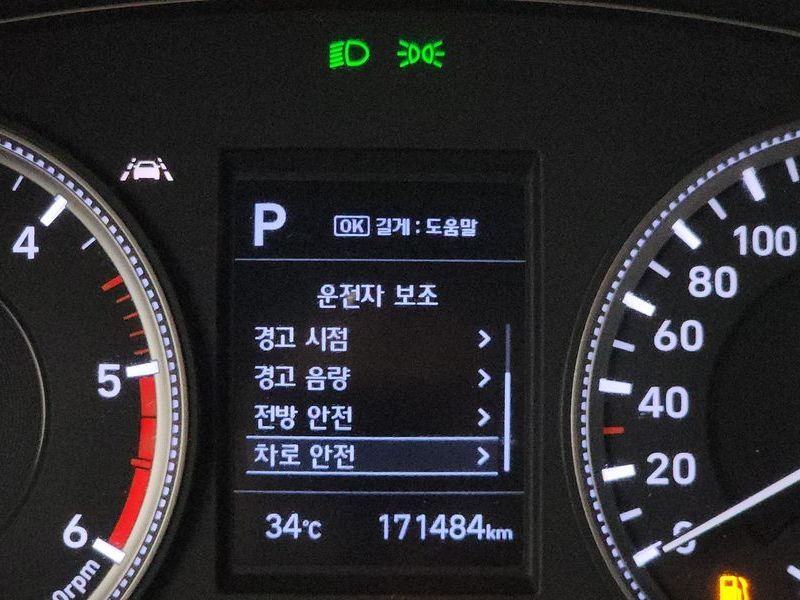 P OK 길게 : 도움말
운전자 보조
경고 시점
경고 음량
전방 안전
차로 안전
34℃ 171484km
4
5
6
0rpm
100
80
60
40
20